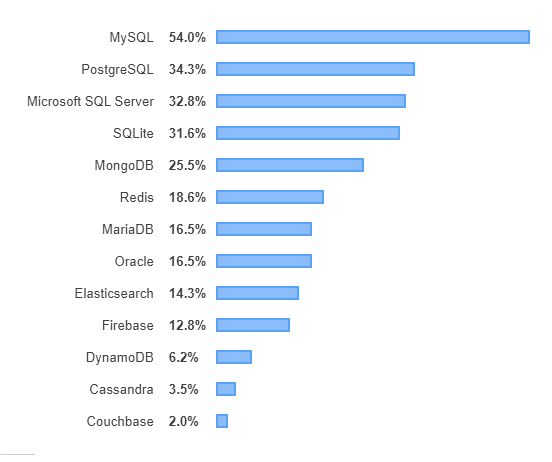 MySQL 54.0%
PostgreSQL 34.3%
Microsoft SQL Server 32.8%
SQLite 31.6%
MongoDB 25.5%
Redis 18.6%
MariaDB 16.5%
Oracle 16.5%
Elasticsearch 14.3%
Firebase 12.8%
DynamoDB 6.2%
Cassandra 3.5%
Couchbase 2.0%